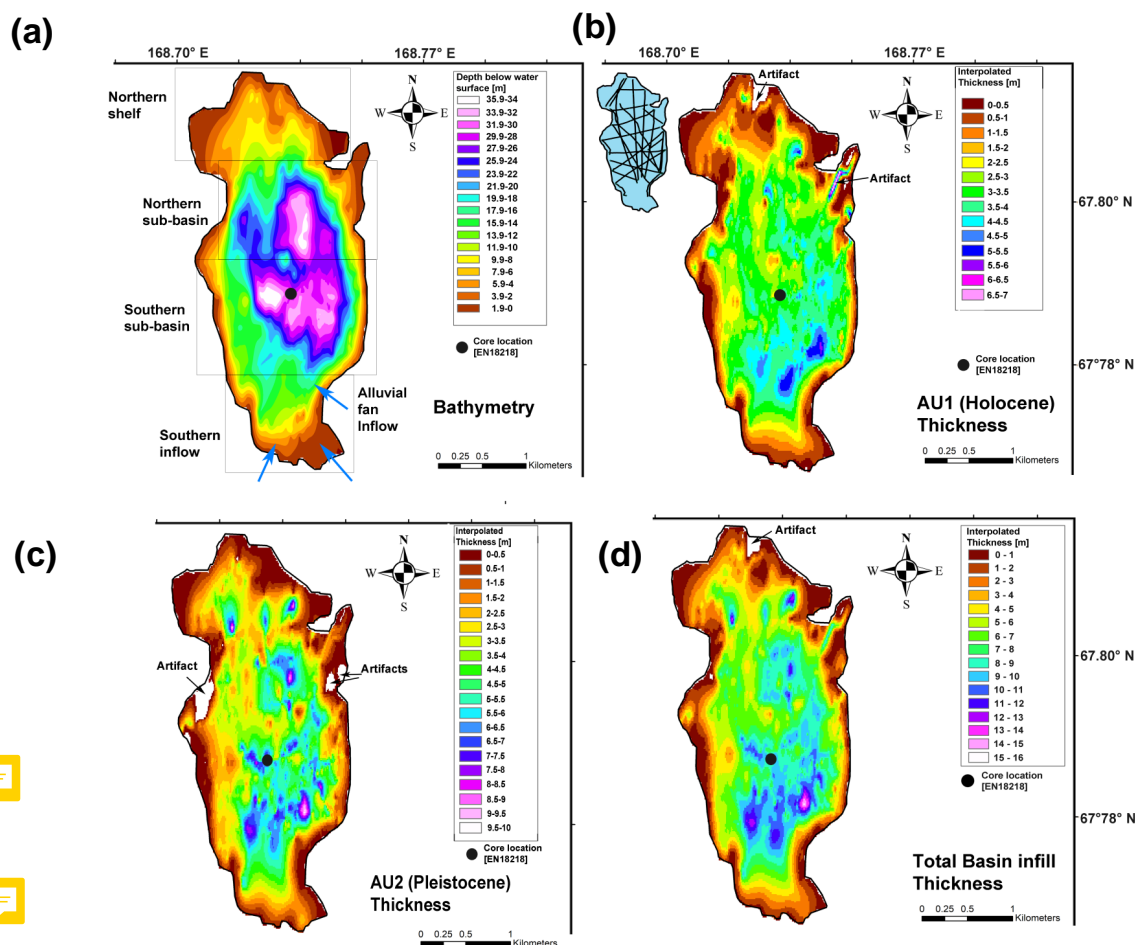 (a)
168.70° E
168.77° E
Northern
shelf
Northern
sub-basin
Southern
sub-basin
Southern
inflow
Alluvial
fan
Inflow
N
W
E
S
Depth below water
surface [m]
35.9-34
33.9-32
31.9-30
29.9-28
27.9-26
25.9-24
23.9-22
21.9-20
19.9-18
17.9-16
15.9-14
13.9-12
11.9-10
9.9-8
7.9-6
5.9-4
3.9-2
1.9-0
Core location
[EN18218]
Bathymetry
0 0.25 0.5 1
Kilometers
(b)
168.70° E
168.77° E
Artifact
Artifact
N
W
E
S
Interpolated
Thickness [m]
0-0.5
0.5-1
1-1.5
1.5-2
2-2.5
2.5-3
3-3.5
3.5-4
4-4.5
4.5-5
5-5.5
5.5-6
6-6.5
6.5-7
67.80° N
67°78° N
Core location
[EN18218]
AU1 (Holocene)
Thickness
0 0.25 0.5 1
Kilometers
(c)
Artifact
Artifacts
N
W
E
S
Interpolated
Thickness [m]
0-0.5
0.5-1
1-1.5
1.5-2
2-2.5
2.5-3
3-3.5
3.5-4
4-4.5
4.5-5
5-5.5
5.5-6
6-6.5
6.5-7
7-7.5
7.5-8
8-8.5
8.5-9
9-9.5
9.5-10
Core location
[EN18218]
AU2 (Pleistocene)
Thickness
0 0.25 0.5 1
Kilometers
(d)
Artifact
N
W
E
S
Interpolated
Thickness [m]
0 - 1
1 - 2
2 - 3
3 - 4
4 - 5
5 - 6
6 - 7
7 - 8
8 - 9
9 - 10
10 - 11
11 - 12
12 - 13
13 - 14
14 - 15
15 - 16
67.80° N
67°78° N
Core location
[EN18218]
Total Basin infill
Thickness
0 0.25 0.5 1
Kilometers